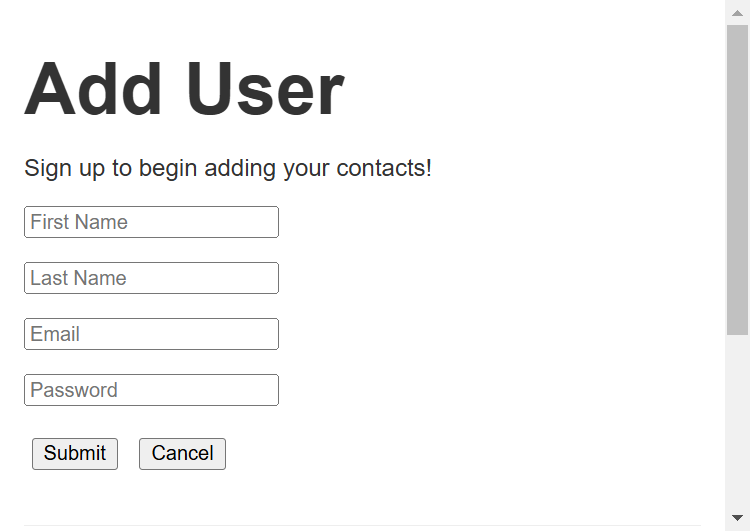 Add User
Sign up to begin adding your contacts!
First Name
Last Name
Email
Password
Submit Cancel